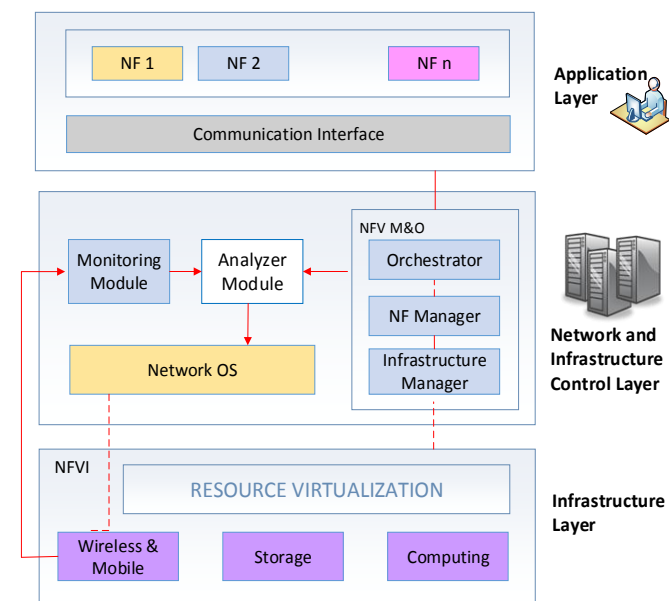 NF 1
NF 2
NF n
Communication Interface
Application
Layer
NFV M&O
Monitoring
Module
Analyzer
Module
Orchestrator
NF Manager
Network OS
Infrastructure
Manager
Network and
Infrastructure
Control Layer
NFVI
RESOURCE VIRTUALIZATION
Wireless &
Mobile
Storage
Computing
Infrastructure
Layer